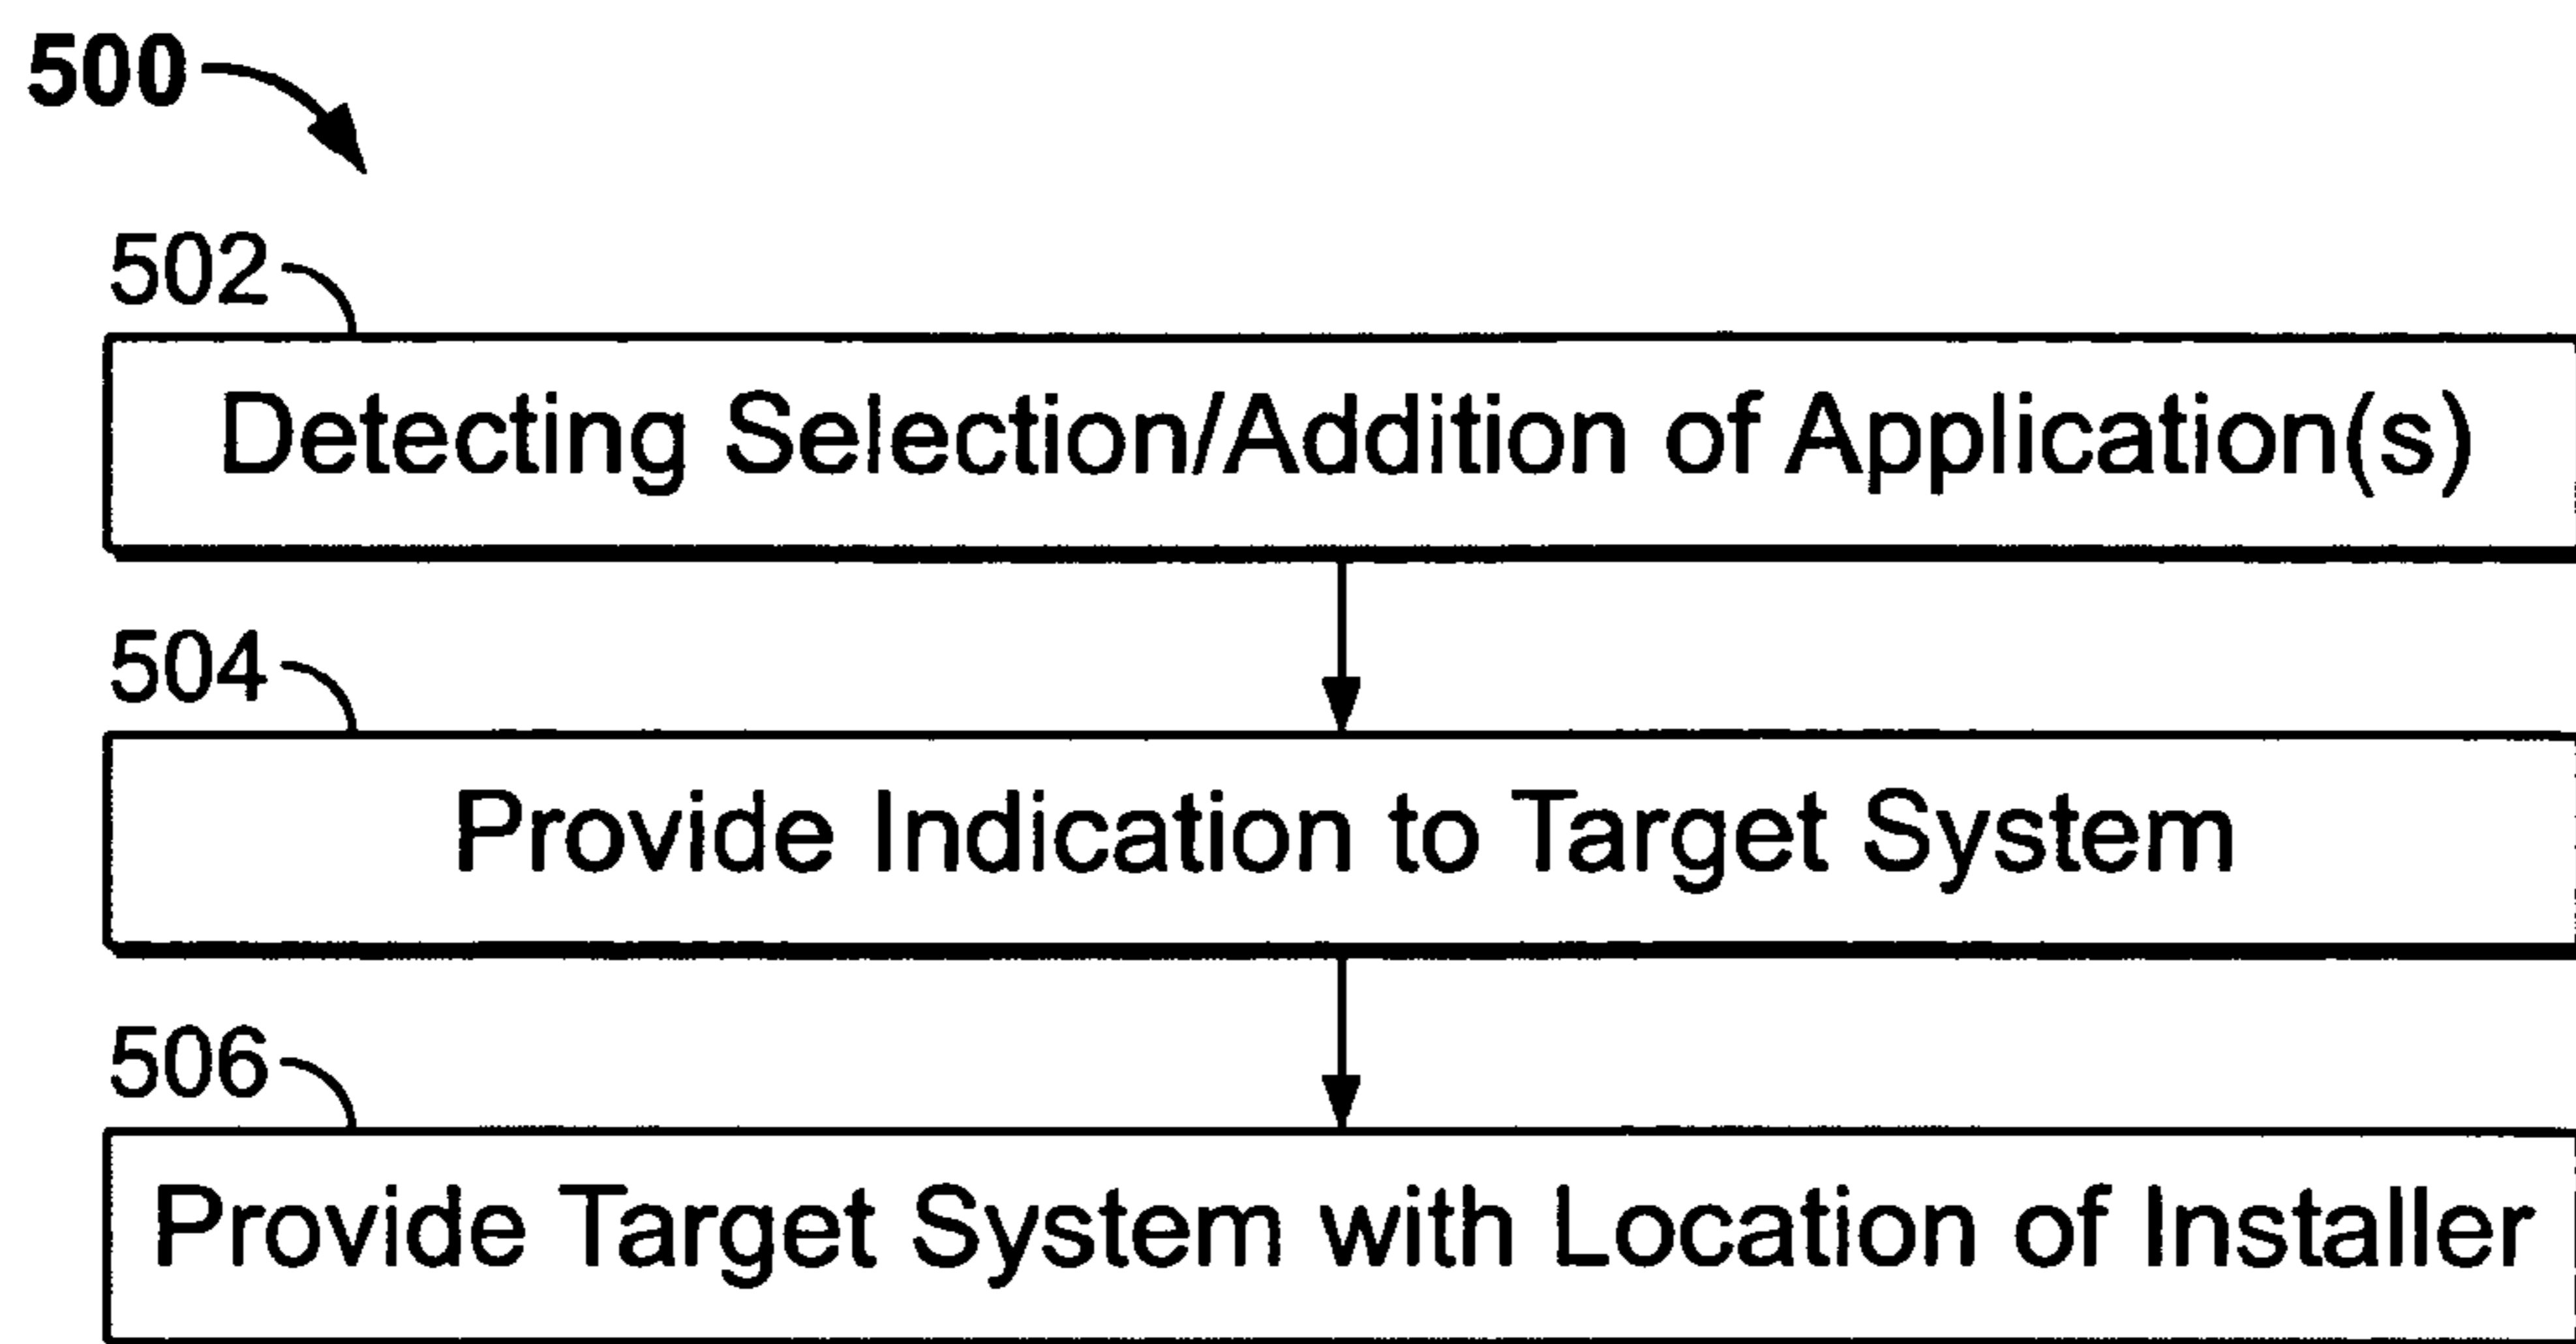 500
502
Detecting Selection/Addition of Application(s)
504
Provide Indication to Target System
506
Provide Target System with Location of Installer